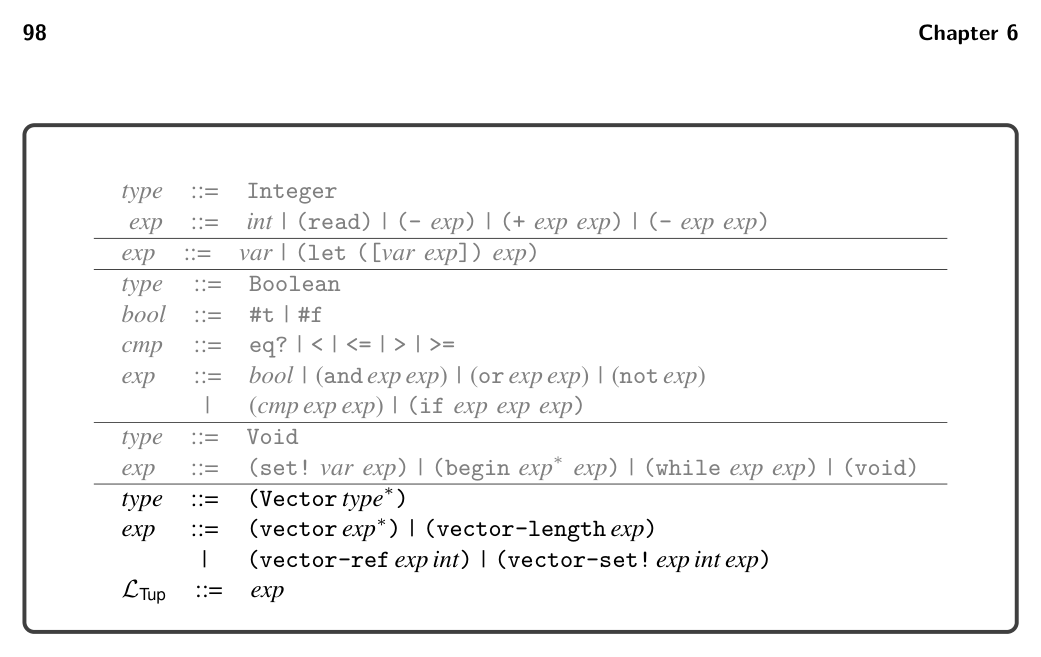 98 Chapter 6
type ::= Integer
exp ::= int | (read) | (- exp) | (+ exp exp) | (- exp exp)
exp ::= var | (let ([var exp]) exp)
type ::= Boolean
bool ::= #t | #f
cmp ::= eq? | < | <= | > | >=
exp ::= bool | (and exp exp) | (or exp exp) | (not exp)
| (cmp exp exp) | (if exp exp exp)
type ::= Void
exp ::= (set! var exp) | (begin exp* exp) | (while exp exp) | (void)
type ::= (Vector type*)
exp ::= (vector exp*) | (vector-length exp)
| (vector-ref exp int) | (vector-set! exp int exp)
ℒTup ::= exp